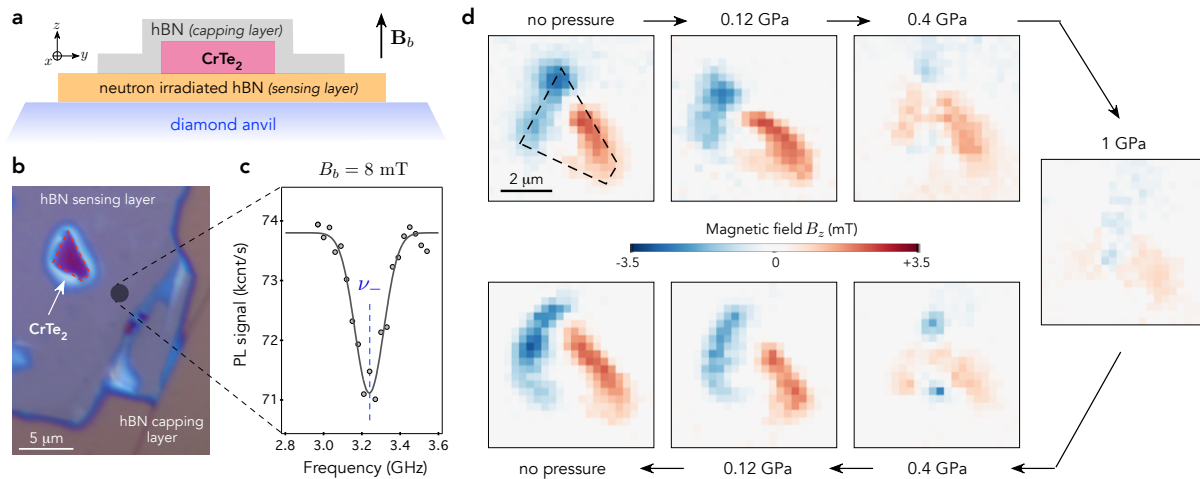 a
hBN (capping layer)
CrTe₂
neutron irradiated hBN (sensing layer)
diamond anvil
z
x
y
B_b
b
hBN sensing layer
CrTe₂
hBN capping
layer
5 μm
c
B_b = 8 mT
PL signal (kcnt/s)
74
73
72
71
ν₋
2.8 3.0 3.2 3.4 3.6
Frequency (GHz)
d
no pressure
0.12 GPa
0.4 GPa
2 μm
1 GPa
Magnetic field B_z (mT)
-3.5 0 +3.5
no pressure
0.12 GPa
0.4 GPa